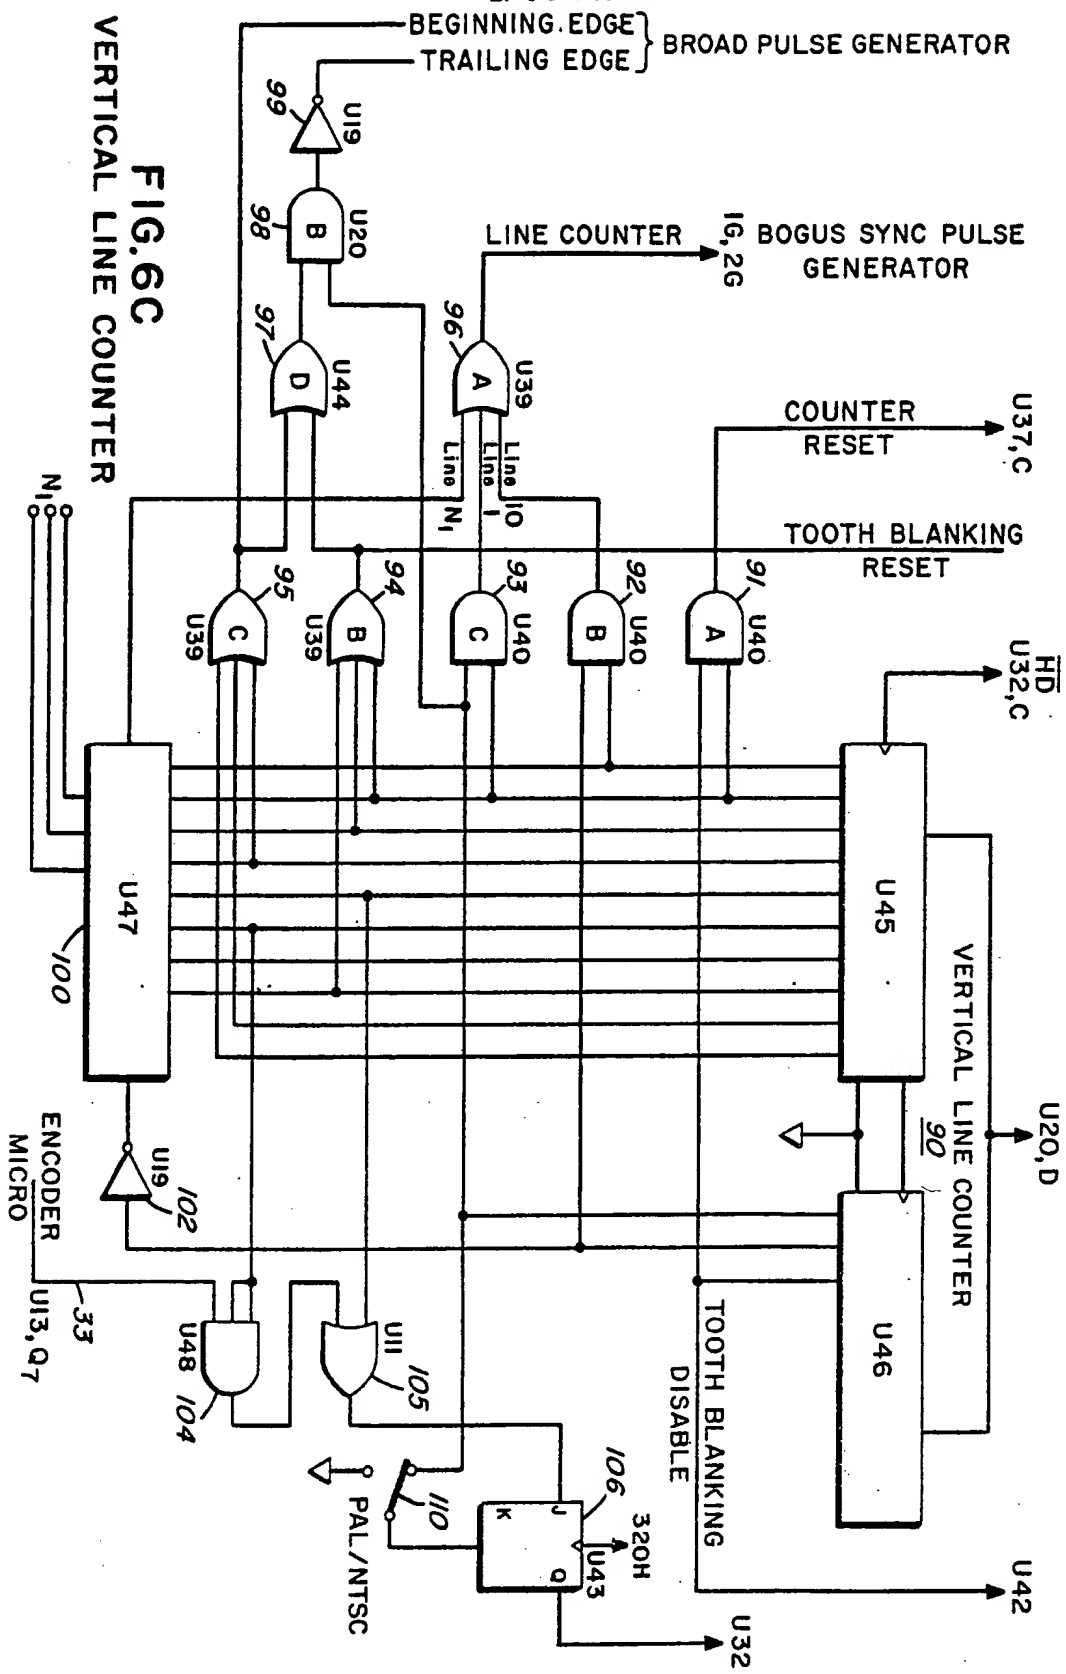 BEGINNING.EDGE
TRAILING EDGE
BROAD PULSE GENERATOR
U19
99
U20
B
98
LINE COUNTER
1G,2G
BOGUS SYNC PULSE
GENERATOR
FIG.6C
VERTICAL LINE COUNTER
97
D
U44
96
A
U39
Line N1
Line 1
Line 10
COUNTER
RESET
U37,C
TOOTH BLANKING
RESET
N1
95
C
U39
94
B
U39
93
C
U40
92
B
U40
91
A
U40
HD
U32,C
U47
100
U45
VERTICAL LINE COUNTER
90
U20,D
U19
102
ENCODER
MICRO
33
U13,Q7
U48
104
U11
105
U46
TOOTH BLANKING
DISABLE
106
J
K
Q
U43
320H
110
PAL/NTSC
U42
U32